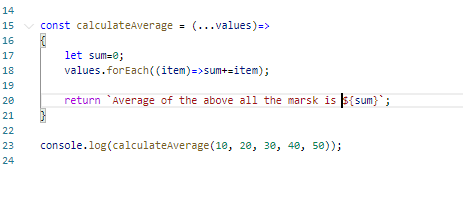 14
15 const calculateAverage = (...values)=>
16 {
17 let sum=0;
18 values.forEach((item)=>sum+=item);
19
20 return `Average of the above all the marsk is ${sum}`;
21 }
22
23 console.log(calculateAverage(10, 20, 30, 40, 50));
24